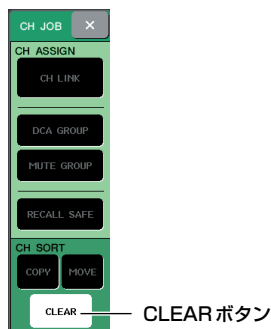 CH JOB ×
CH ASSIGN
CH LINK
DCA GROUP
MUTE GROUP
RECALL SAFE
CH SORT
COPY MOVE
CLEAR CLEARボタン